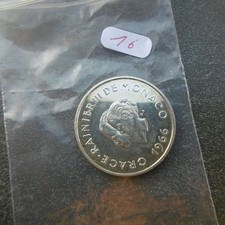 16
GRACE · RAINIER III DE MONACO
1966